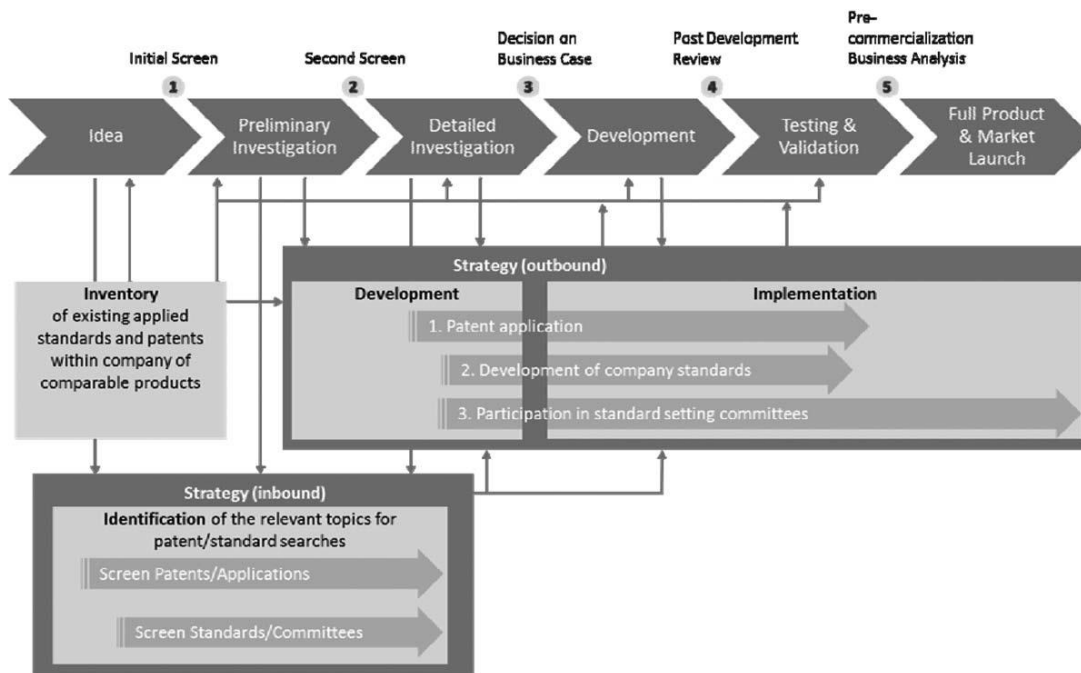 Pre-
Decision on
Post Development
commercialization
Initial Screen
Second Screen
Business Case
Review
Business Analysis
1
2
3
4
5
Idea
Preliminary
Investigation
Detailed
Investigation
Development
Testing &
Validation
Full Product
& Market
Launch
Inventory
of existing applied
standards and patents
within company of
comparable products
Strategy (outbound)
Development
Implementation
1. Patent application
2. Development of company standards
3. Participation in standard setting committees
Strategy (inbound)
Identification of the relevant topics for
patent/standard searches
Screen Patents/Applications
Screen Standards/Committees